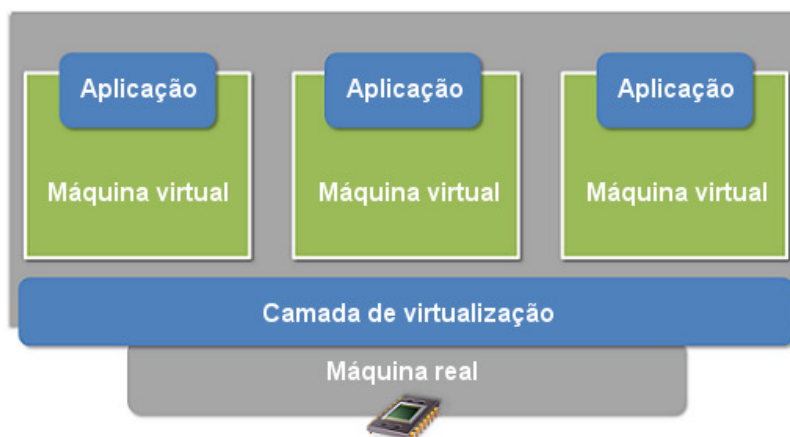 Aplicação Aplicação Aplicação
Máquina virtual Máquina virtual Máquina virtual
Camada de virtualização
Máquina real